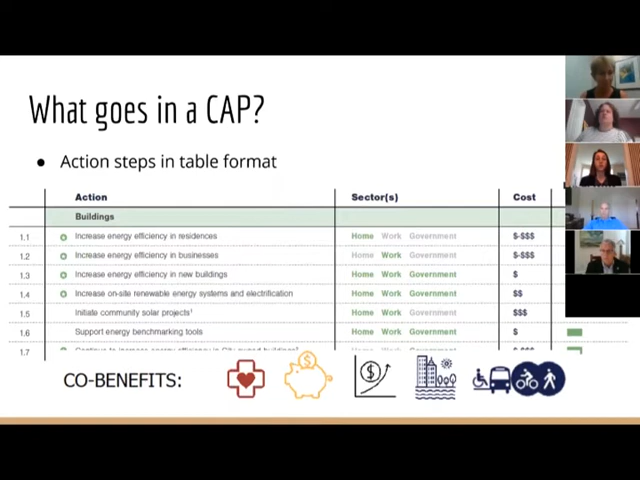 What goes in a CAP?
● Action steps in table format
Action Sector(s) Cost
Buildings
1.1 Increase energy efficiency in residences Home Work Government $-$$$
1.2 Increase energy efficiency in businesses Home Work Government $-$$$
1.3 Increase energy efficiency in new buildings Home Work Government $
1.4 Increase on-site renewable energy systems and electrification Home Work Government $$
1.5 Initiate community solar projects¹ Home Work Government $$$
1.6 Support energy benchmarking tools Home Work Government $
1.7
CO-BENEFITS: